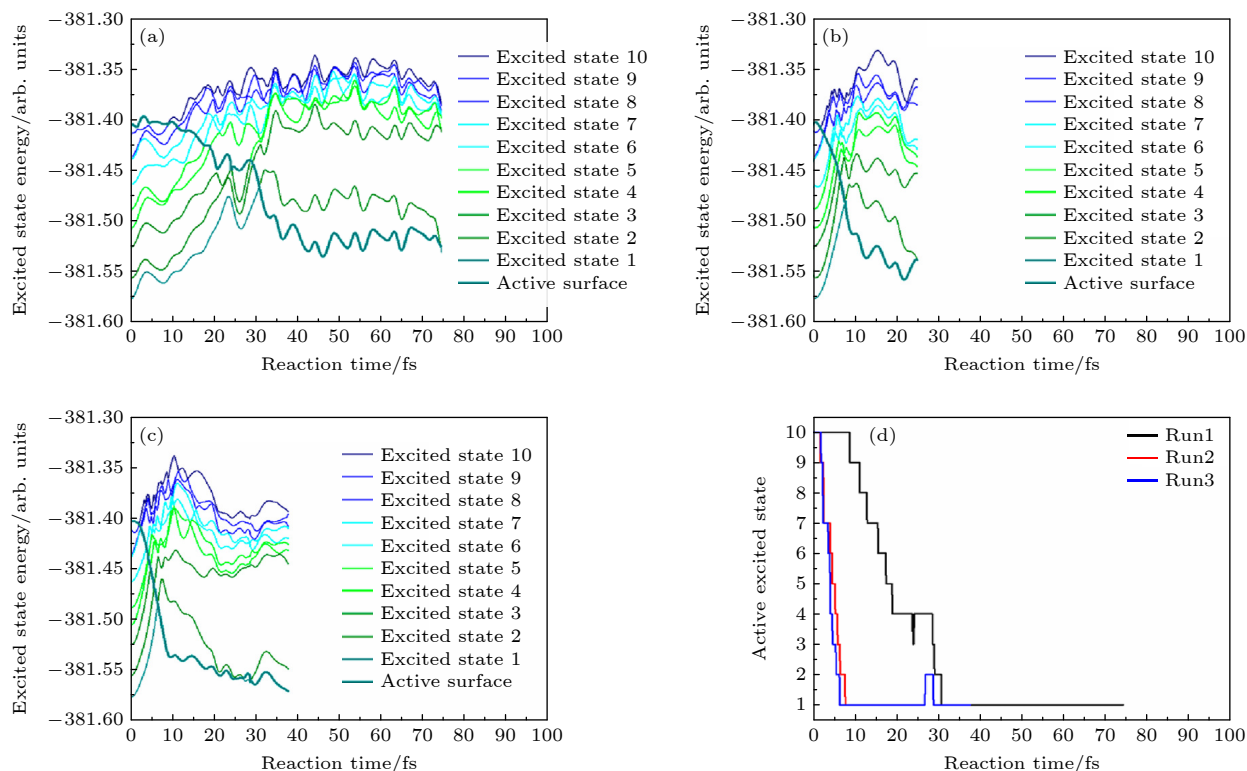 (a)
Excited state energy/arb. units
−381.30
−381.35
−381.40
−381.45
−381.50
−381.55
−381.60
Excited state 10
Excited state 9
Excited state 8
Excited state 7
Excited state 6
Excited state 5
Excited state 4
Excited state 3
Excited state 2
Excited state 1
Active surface
0 10 20 30 40 50 60 70 80 90 100
Reaction time/fs
(b)
Excited state energy/arb. units
−381.30
−381.35
−381.40
−381.45
−381.50
−381.55
−381.60
Excited state 10
Excited state 9
Excited state 8
Excited state 7
Excited state 6
Excited state 5
Excited state 4
Excited state 3
Excited state 2
Excited state 1
Active surface
0 10 20 30 40 50 60 70 80 90 100
Reaction time/fs
(c)
Excited state energy/arb. units
−381.30
−381.35
−381.40
−381.45
−381.50
−381.55
−381.60
Excited state 10
Excited state 9
Excited state 8
Excited state 7
Excited state 6
Excited state 5
Excited state 4
Excited state 3
Excited state 2
Excited state 1
Active surface
0 10 20 30 40 50 60 70 80 90 100
Reaction time/fs
(d)
Active excited state
10
9
8
7
6
5
4
3
2
1
Run1
Run2
Run3
0 10 20 30 40 50 60 70 80 90 100
Reaction time/fs